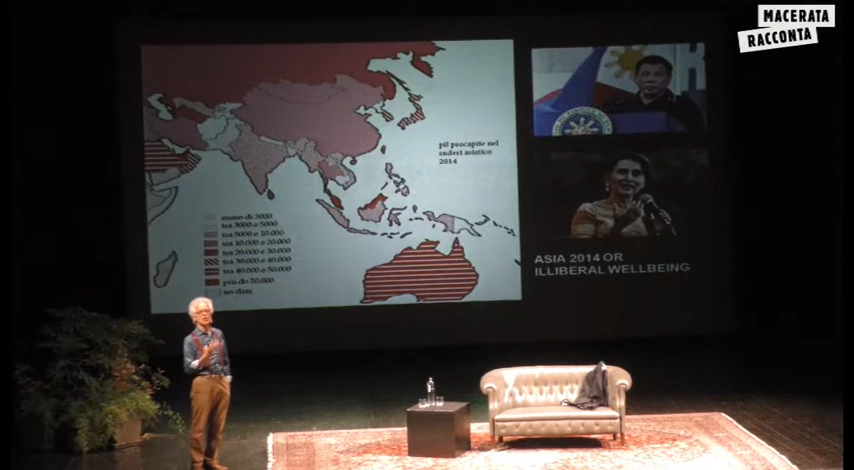 MACERATA
RACCONTA
pil procapite nel
sudest asiatico
2014
meno di 2000
tra 2000 e 5000
tra 5000 e 10.000
tra 10.000 e 20.000
tra 20.000 e 30.000
tra 30.000 e 40.000
tra 40.000 e 50.000
più do 50.000
no data
ASIA 2014 OR
ILLIBERAL WELLBEING